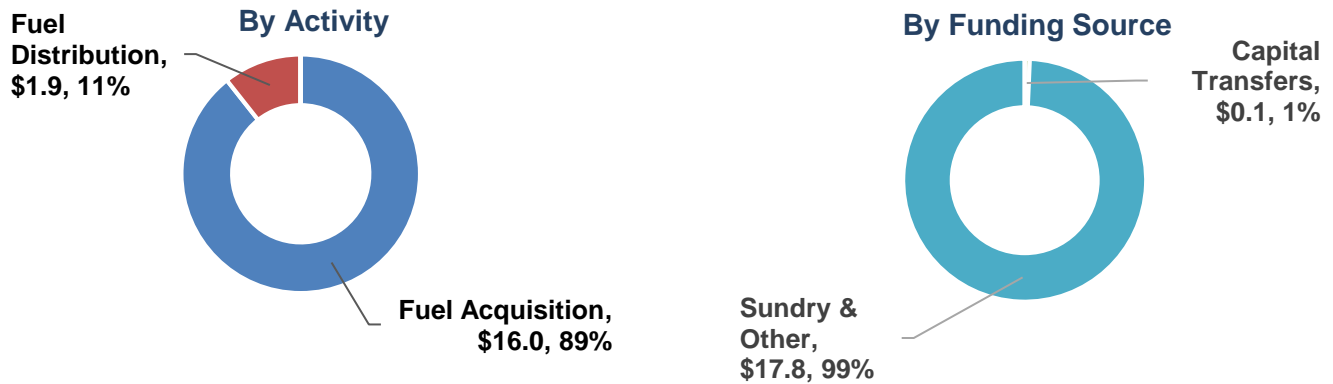 By Activity
Fuel
Distribution,
$1.9, 11%
Fuel Acquisition,
$16.0, 89%
By Funding Source
Capital
Transfers,
$0.1, 1%
Sundry &
Other,
$17.8, 99%